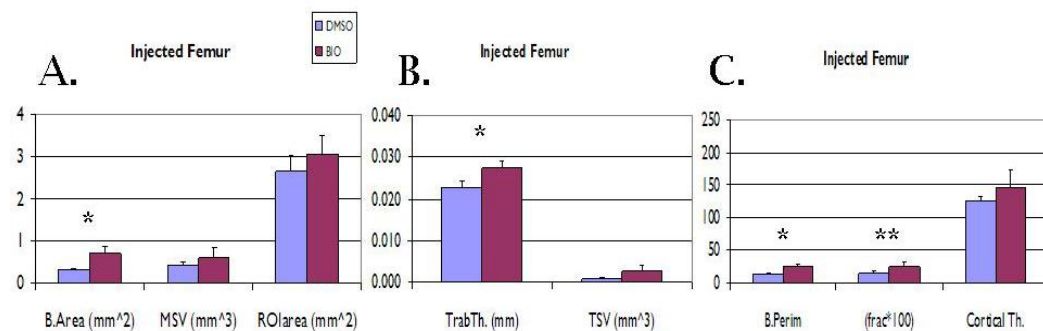 DMSO
BIO
A.
Injected Femur
4
3
2
1
0
*
B.Area (mm^2) MSV (mm^3) ROIarea (mm^2)
B.
Injected Femur
0.040
0.030
0.020
0.010
0.000
*
TrabTh. (mm) TSV (mm^3)
C.
Injected Femur
250
200
150
100
50
0
* **
B.Perim (frac*100) Cortical Th.